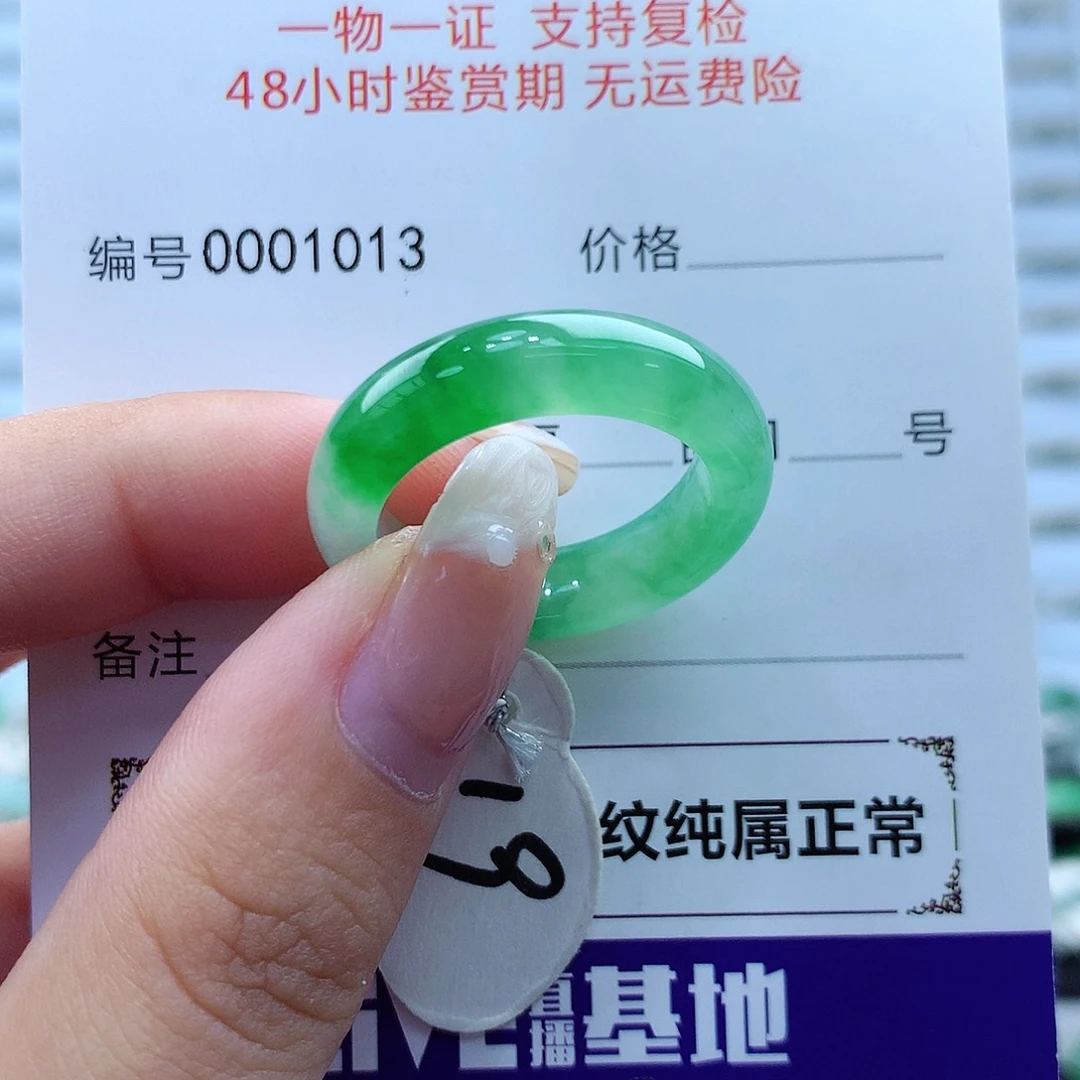 一物一证 支持复检
48小时鉴赏期 无运费险
编号0001013 价格
号
备注
19
纹纯属正常
直播基地